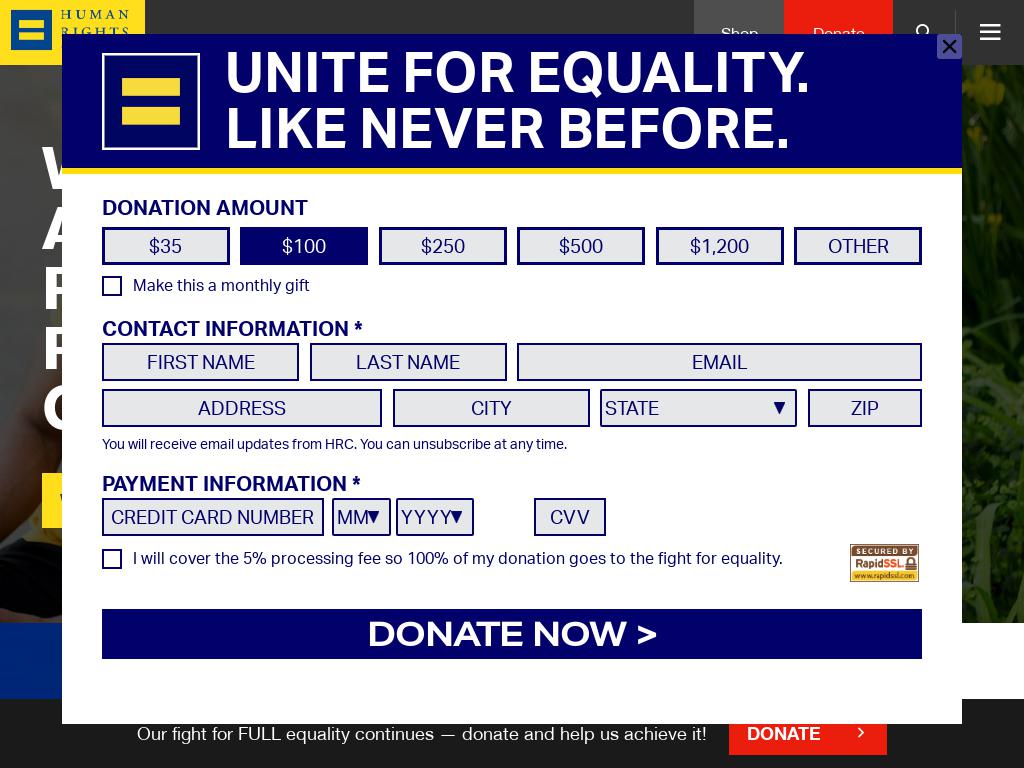 HUMAN
RIGHTS
Shop
Donate
UNITE FOR EQUALITY.
LIKE NEVER BEFORE.
DONATION AMOUNT
$35 $100 $250 $500 $1,200 OTHER
Make this a monthly gift
CONTACT INFORMATION *
FIRST NAME LAST NAME EMAIL
ADDRESS CITY STATE ZIP
You will receive email updates from HRC. You can unsubscribe at any time.
PAYMENT INFORMATION *
CREDIT CARD NUMBER MM YYYY CVV
I will cover the 5% processing fee so 100% of my donation goes to the fight for equality.
SECURED BY
RapidSSL
www.rapidssl.com
DONATE NOW >
Our fight for FULL equality continues — donate and help us achieve it! DONATE